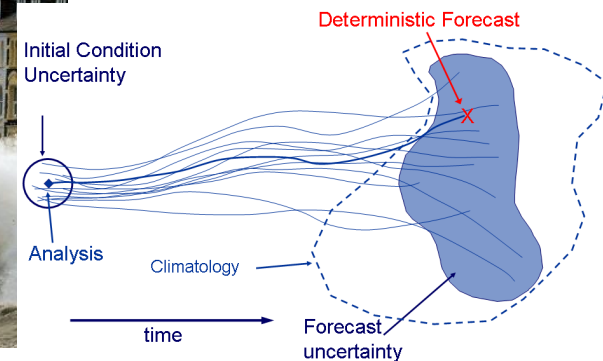 Deterministic Forecast
Initial Condition
Uncertainty
X
Analysis
Climatology
time
Forecast
uncertainty